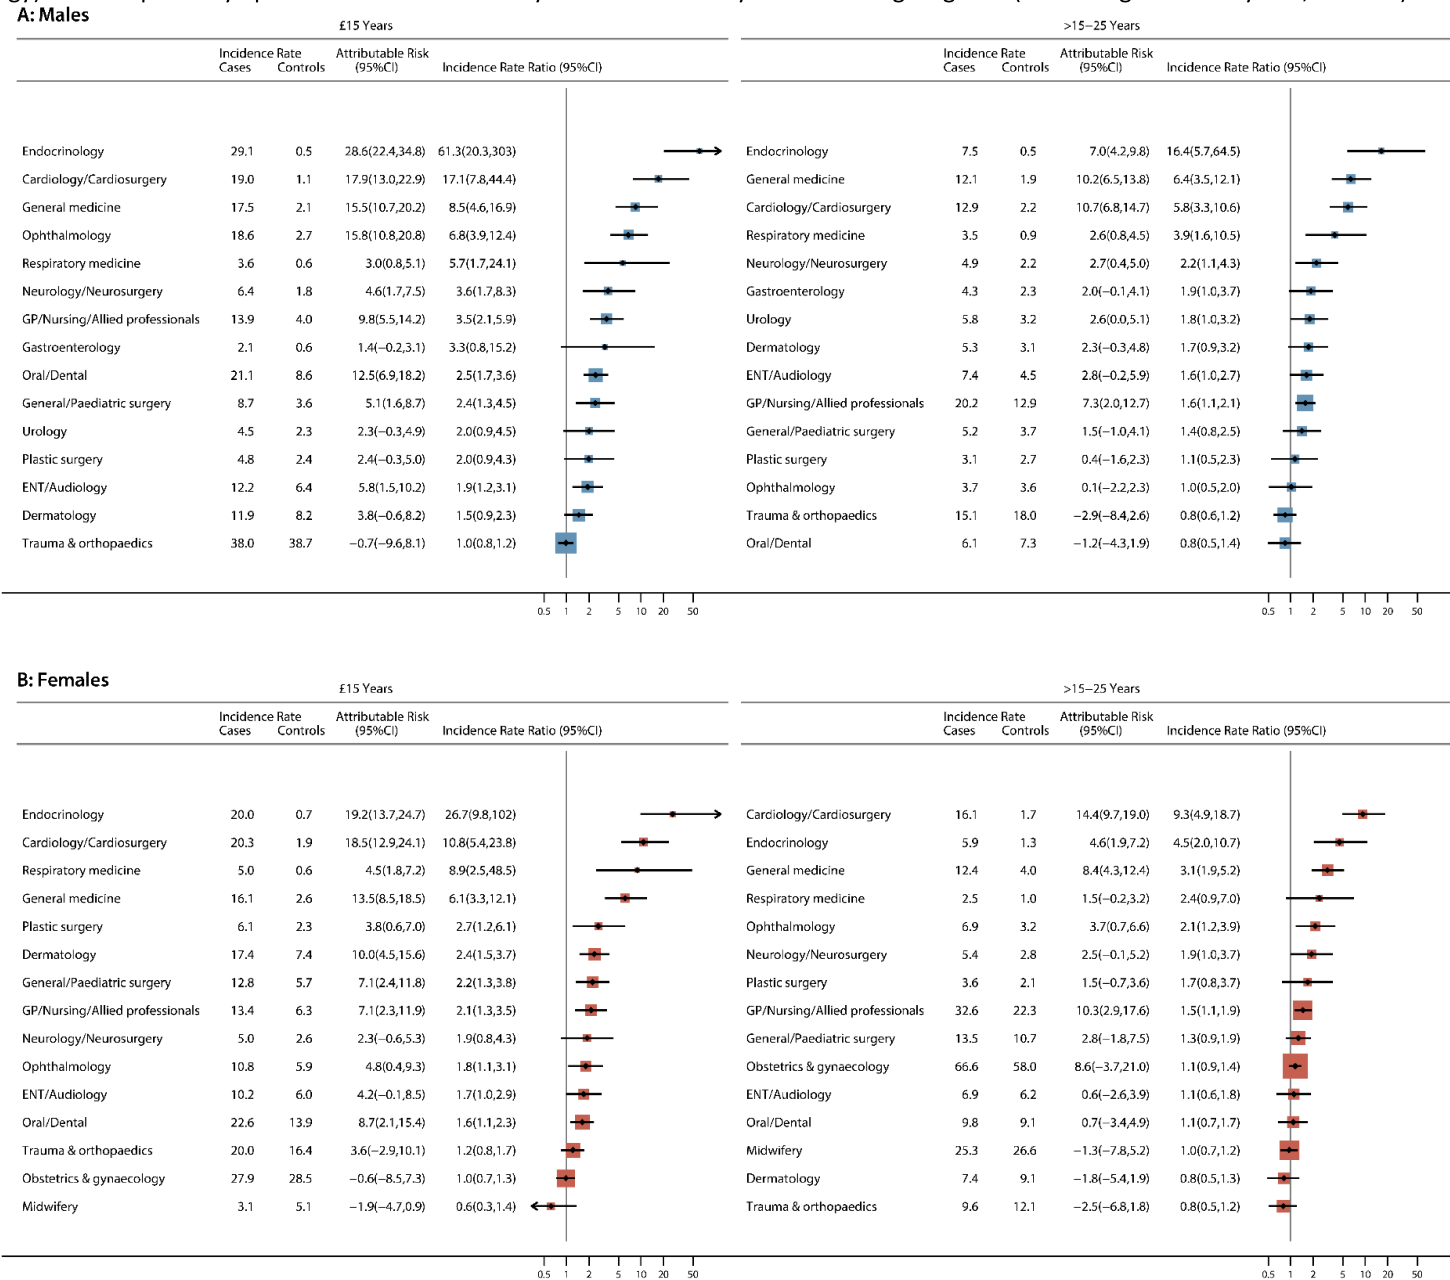 A: Males
£15 Years
Incidence Rate Attributable Risk
Cases Controls (95%CI) Incidence Rate Ratio (95%CI)
Endocrinology 29.1 0.5 28.6(22.4,34.8) 61.3(20.3,303)
Cardiology/Cardiosurgery 19.0 1.1 17.9(13.0,22.9) 17.1(7.8,44.4)
General medicine 17.5 2.1 15.5(10.7,20.2) 8.5(4.6,16.9)
Ophthalmology 18.6 2.7 15.8(10.8,20.8) 6.8(3.9,12.4)
Respiratory medicine 3.6 0.6 3.0(0.8,5.1) 5.7(1.7,24.1)
Neurology/Neurosurgery 6.4 1.8 4.6(1.7,7.5) 3.6(1.7,8.3)
GP/Nursing/Allied professionals 13.9 4.0 9.8(5.5,14.2) 3.5(2.1,5.9)
Gastroenterology 2.1 0.6 1.4(−0.2,3.1) 3.3(0.8,15.2)
Oral/Dental 21.1 8.6 12.5(6.9,18.2) 2.5(1.7,3.6)
General/Paediatric surgery 8.7 3.6 5.1(1.6,8.7) 2.4(1.3,4.5)
Urology 4.5 2.3 2.3(−0.3,4.9) 2.0(0.9,4.5)
Plastic surgery 4.8 2.4 2.4(−0.3,5.0) 2.0(0.9,4.3)
ENT/Audiology 12.2 6.4 5.8(1.5,10.2) 1.9(1.2,3.1)
Dermatology 11.9 8.2 3.8(−0.6,8.2) 1.5(0.9,2.3)
Trauma & orthopaedics 38.0 38.7 −0.7(−9.6,8.1) 1.0(0.8,1.2)
0.5 1 2 5 10 20 50
>15−25 Years
Incidence Rate Attributable Risk
Cases Controls (95%CI) Incidence Rate Ratio (95%CI)
Endocrinology 7.5 0.5 7.0(4.2,9.8) 16.4(5.7,64.5)
General medicine 12.1 1.9 10.2(6.5,13.8) 6.4(3.5,12.1)
Cardiology/Cardiosurgery 12.9 2.2 10.7(6.8,14.7) 5.8(3.3,10.6)
Respiratory medicine 3.5 0.9 2.6(0.8,4.5) 3.9(1.6,10.5)
Neurology/Neurosurgery 4.9 2.2 2.7(0.4,5.0) 2.2(1.1,4.3)
Gastroenterology 4.3 2.3 2.0(−0.1,4.1) 1.9(1.0,3.7)
Urology 5.8 3.2 2.6(0.0,5.1) 1.8(1.0,3.2)
Dermatology 5.3 3.1 2.3(−0.3,4.8) 1.7(0.9,3.2)
ENT/Audiology 7.4 4.5 2.8(−0.2,5.9) 1.6(1.0,2.7)
GP/Nursing/Allied professionals 20.2 12.9 7.3(2.0,12.7) 1.6(1.1,2.1)
General/Paediatric surgery 5.2 3.7 1.5(−1.0,4.1) 1.4(0.8,2.5)
Plastic surgery 3.1 2.7 0.4(−1.6,2.3) 1.1(0.5,2.3)
Ophthalmology 3.7 3.6 0.1(−2.2,2.3) 1.0(0.5,2.0)
Trauma & orthopaedics 15.1 18.0 −2.9(−8.4,2.6) 0.8(0.6,1.2)
Oral/Dental 6.1 7.3 −1.2(−4.3,1.9) 0.8(0.5,1.4)
0.5 1 2 5 10 20 50
B: Females
£15 Years
Incidence Rate Attributable Risk
Cases Controls (95%CI) Incidence Rate Ratio (95%CI)
Endocrinology 20.0 0.7 19.2(13.7,24.7) 26.7(9.8,102)
Cardiology/Cardiosurgery 20.3 1.9 18.5(12.9,24.1) 10.8(5.4,23.8)
Respiratory medicine 5.0 0.6 4.5(1.8,7.2) 8.9(2.5,48.5)
General medicine 16.1 2.6 13.5(8.5,18.5) 6.1(3.3,12.1)
Plastic surgery 6.1 2.3 3.8(0.6,7.0) 2.7(1.2,6.1)
Dermatology 17.4 7.4 10.0(4.5,15.6) 2.4(1.5,3.7)
General/Paediatric surgery 12.8 5.7 7.1(2.4,11.8) 2.2(1.3,3.8)
GP/Nursing/Allied professionals 13.4 6.3 7.1(2.3,11.9) 2.1(1.3,3.5)
Neurology/Neurosurgery 5.0 2.6 2.3(−0.6,5.3) 1.9(0.8,4.3)
Ophthalmology 10.8 5.9 4.8(0.4,9.3) 1.8(1.1,3.1)
ENT/Audiology 10.2 6.0 4.2(−0.1,8.5) 1.7(1.0,2.9)
Oral/Dental 22.6 13.9 8.7(2.1,15.4) 1.6(1.1,2.3)
Trauma & orthopaedics 20.0 16.4 3.6(−2.9,10.1) 1.2(0.8,1.7)
Obstetrics & gynaecology 27.9 28.5 −0.6(−8.5,7.3) 1.0(0.7,1.3)
Midwifery 3.1 5.1 −1.9(−4.7,0.9) 0.6(0.3,1.4)
0.5 1 2 5 10 20 50
>15−25 Years
Incidence Rate Attributable Risk
Cases Controls (95%CI) Incidence Rate Ratio (95%CI)
Cardiology/Cardiosurgery 16.1 1.7 14.4(9.7,19.0) 9.3(4.9,18.7)
Endocrinology 5.9 1.3 4.6(1.9,7.2) 4.5(2.0,10.7)
General medicine 12.4 4.0 8.4(4.3,12.4) 3.1(1.9,5.2)
Respiratory medicine 2.5 1.0 1.5(−0.2,3.2) 2.4(0.9,7.0)
Ophthalmology 6.9 3.2 3.7(0.7,6.6) 2.1(1.2,3.9)
Neurology/Neurosurgery 5.4 2.8 2.5(−0.1,5.2) 1.9(1.0,3.7)
Plastic surgery 3.6 2.1 1.5(−0.7,3.6) 1.7(0.8,3.7)
GP/Nursing/Allied professionals 32.6 22.3 10.3(2.9,17.6) 1.5(1.1,1.9)
General/Paediatric surgery 13.5 10.7 2.8(−1.8,7.5) 1.3(0.9,1.9)
Obstetrics & gynaecology 66.6 58.0 8.6(−3.7,21.0) 1.1(0.9,1.4)
ENT/Audiology 6.9 6.2 0.6(−2.6,3.9) 1.1(0.6,1.8)
Oral/Dental 9.8 9.1 0.7(−3.4,4.9) 1.1(0.7,1.7)
Midwifery 25.3 26.6 −1.3(−7.8,5.2) 1.0(0.7,1.2)
Dermatology 7.4 9.1 −1.8(−5.4,1.9) 0.8(0.5,1.3)
Trauma & orthopaedics 9.6 12.1 −2.5(−6.8,1.8) 0.8(0.5,1.2)
0.5 1 2 5 10 20 50